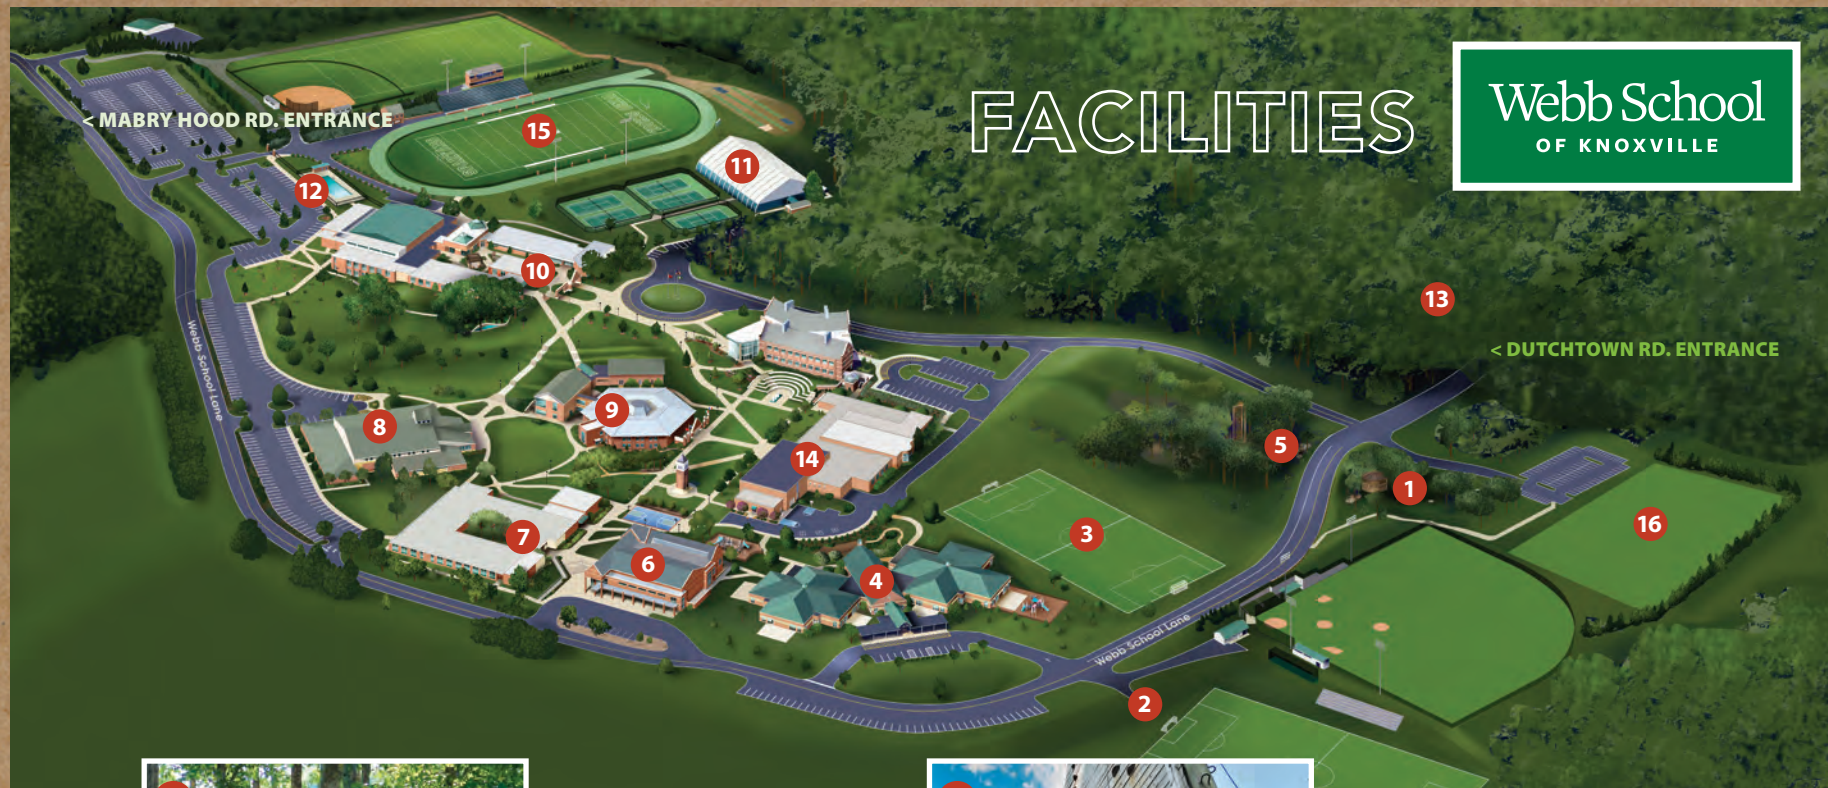 FACILITIES
Webb School
OF KNOXVILLE
< MABRY HOOD RD. ENTRANCE
15
11
12
10
13
< DUTCHTOWN RD. ENTRANCE
Webb School Lane
9
8
5
14
1
16
7
3
6
4
Webb School Lane
2